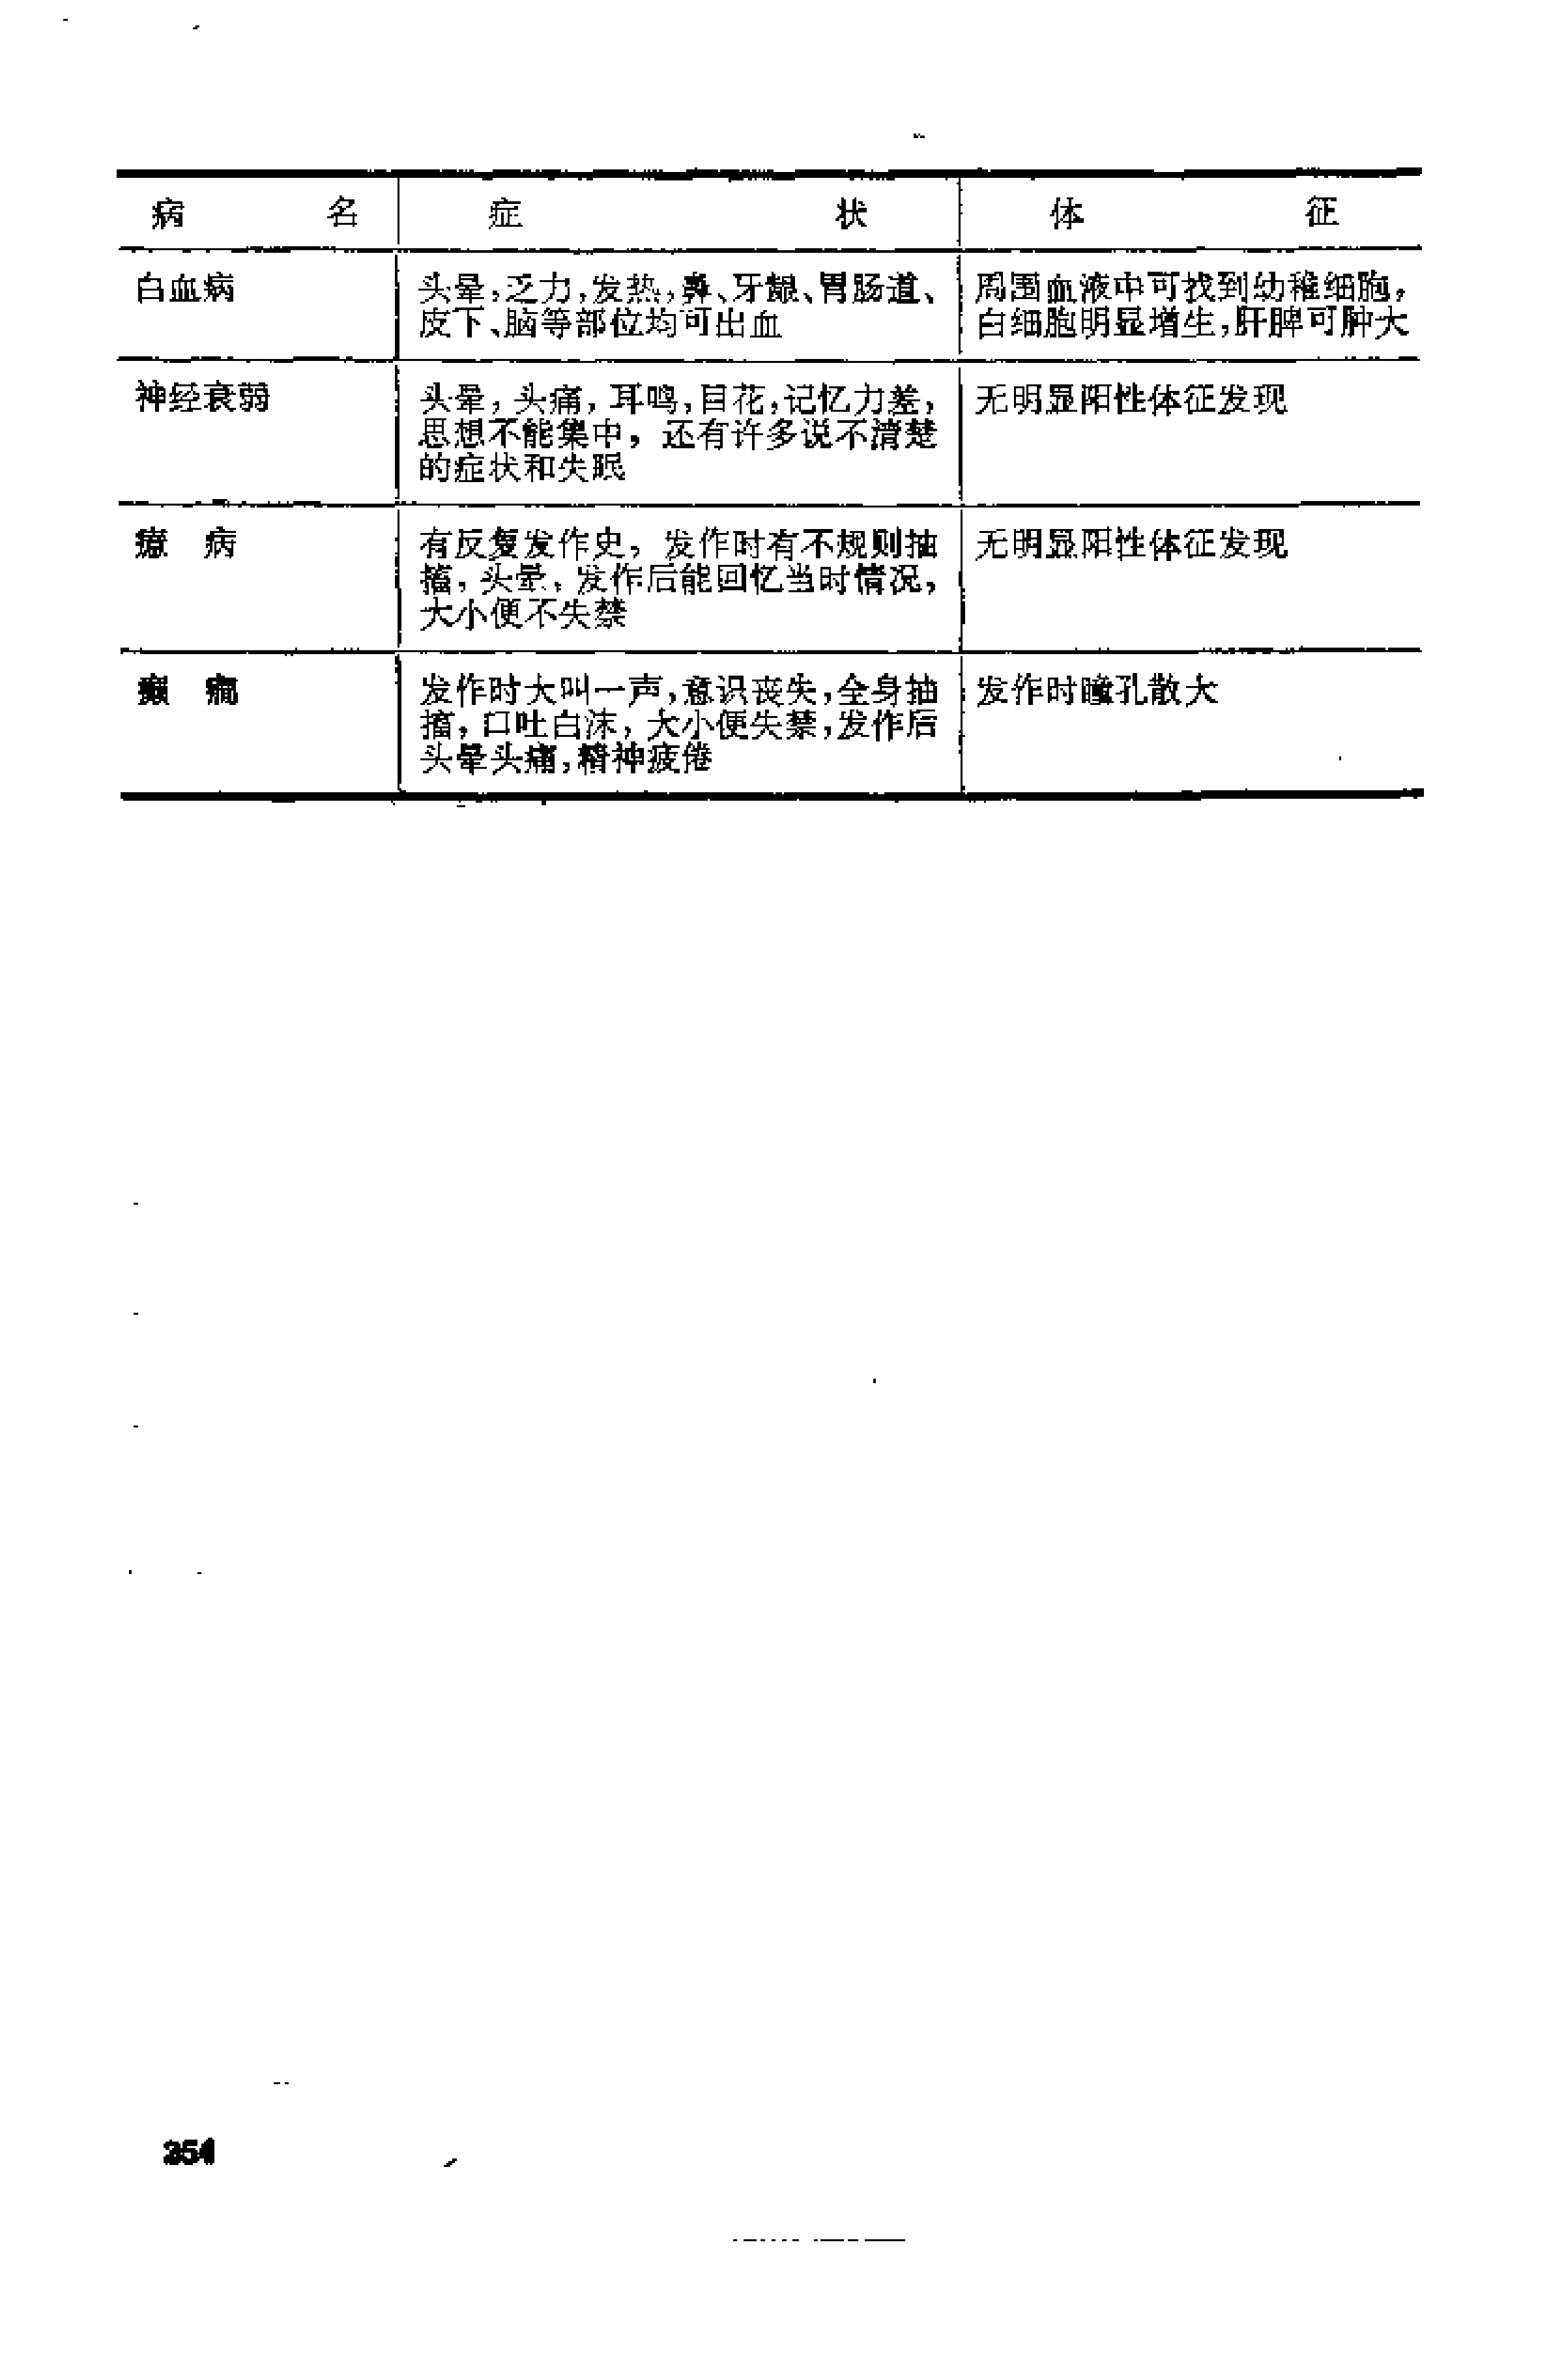 病 名 症 状 体 征
白血病
头晕,乏力,发热,鼻、牙龈、胃肠道、
皮下、脑等部位均可出血
周围血液中可找到幼稚细胞,
白细胞明显增生,肝脾可肿大
神经衰弱
头晕,头痛,耳鸣,目花,记忆力差,
思想不能集中,还有许多说不清楚
的症状和失眠
无明显阳性体征发现
癔 病
有反复发作史,发作时有不规则抽
搐,头晕,发作后能回忆当时情况,
大小便不失禁
无明显阳性体征发现
癫 痫
发作时大叫一声,意识丧失,全身抽
搐,口吐白沫,大小便失禁,发作后
头晕头痛,精神疲倦
发作时瞳孔散大
354